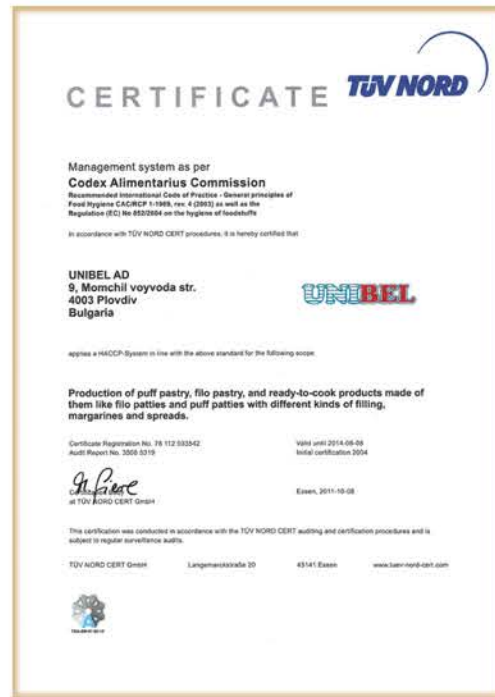 CERTIFICATE
TÜV NORD
Management system as per
Codex Alimentarius Commission
Recommended International Code of Practice - General principles of
Food Hygiene CAC/RCP 1-1969, rev. 4 (2003) as well as the
Regulation (EC) No 852/2004 on the hygiene of foodstuffs
In accordance with TÜV NORD CERT procedures, it is hereby certified that
UNIBEL AD
9, Momchil voyvoda str.
4003 Plovdiv
Bulgaria
UNIBEL
applies a HACCP-System in line with the above standard for the following scope
Production of puff pastry, filo pastry, and ready-to-cook products made of
them like filo patties and puff patties with different kinds of filling,
margarines and spreads.
Certificate Registration No. 78 112 593542
Audit Report No. 3508 5319
Valid until 2014-08-09
Initial certification 2004
at TÜV NORD CERT GmbH
Essen, 2011-10-08
This certification was conducted in accordance with the TÜV NORD CERT auditing and certification procedures and is
subject to regular surveillance audits.
TÜV NORD CERT GmbH
Langemarckstraße 20
45141 Essen
www.tuev-nord-cert.com